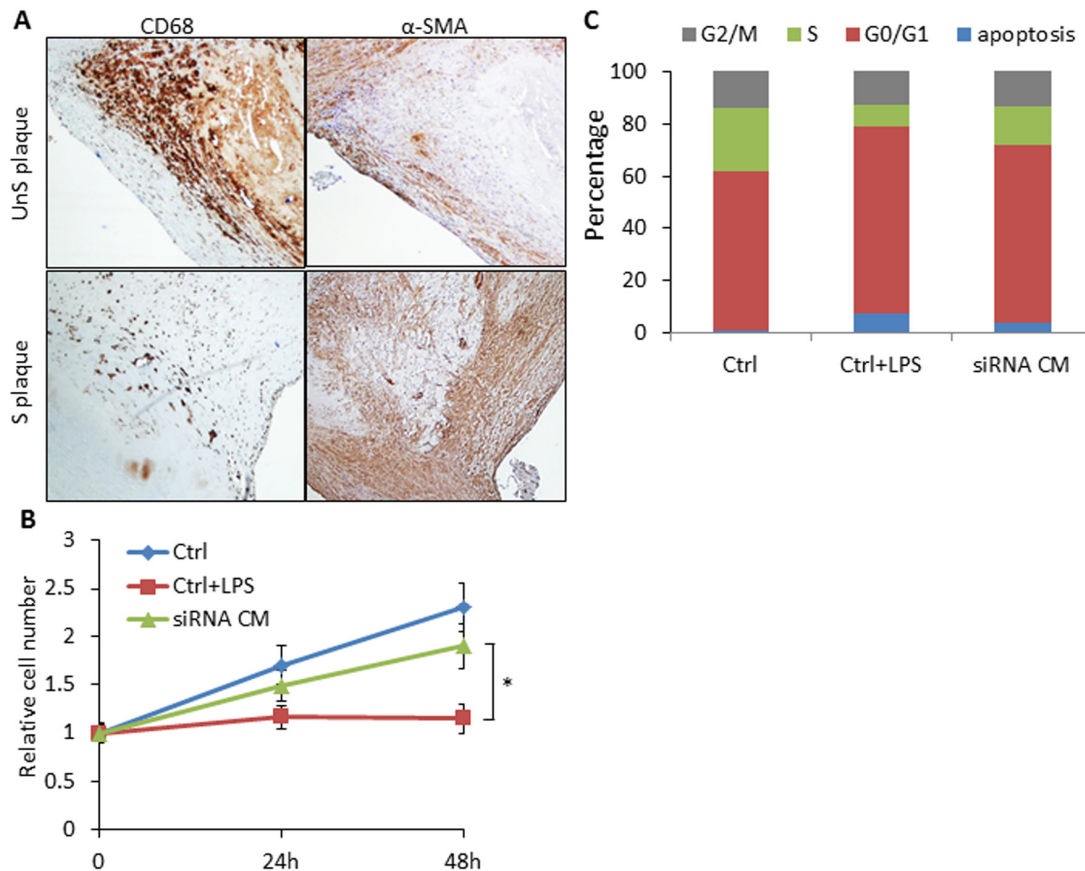 A
CD68
α-SMA
UnS plaque
S plaque
B
3
2.5
2
1.5
1
0.5
0
Relative cell number
Ctrl
Ctrl+LPS
siRNA CM
*
0
24h
48h
C
G2/M
S
G0/G1
apoptosis
100
80
60
40
20
0
Percentage
Ctrl
Ctrl+LPS
siRNA CM